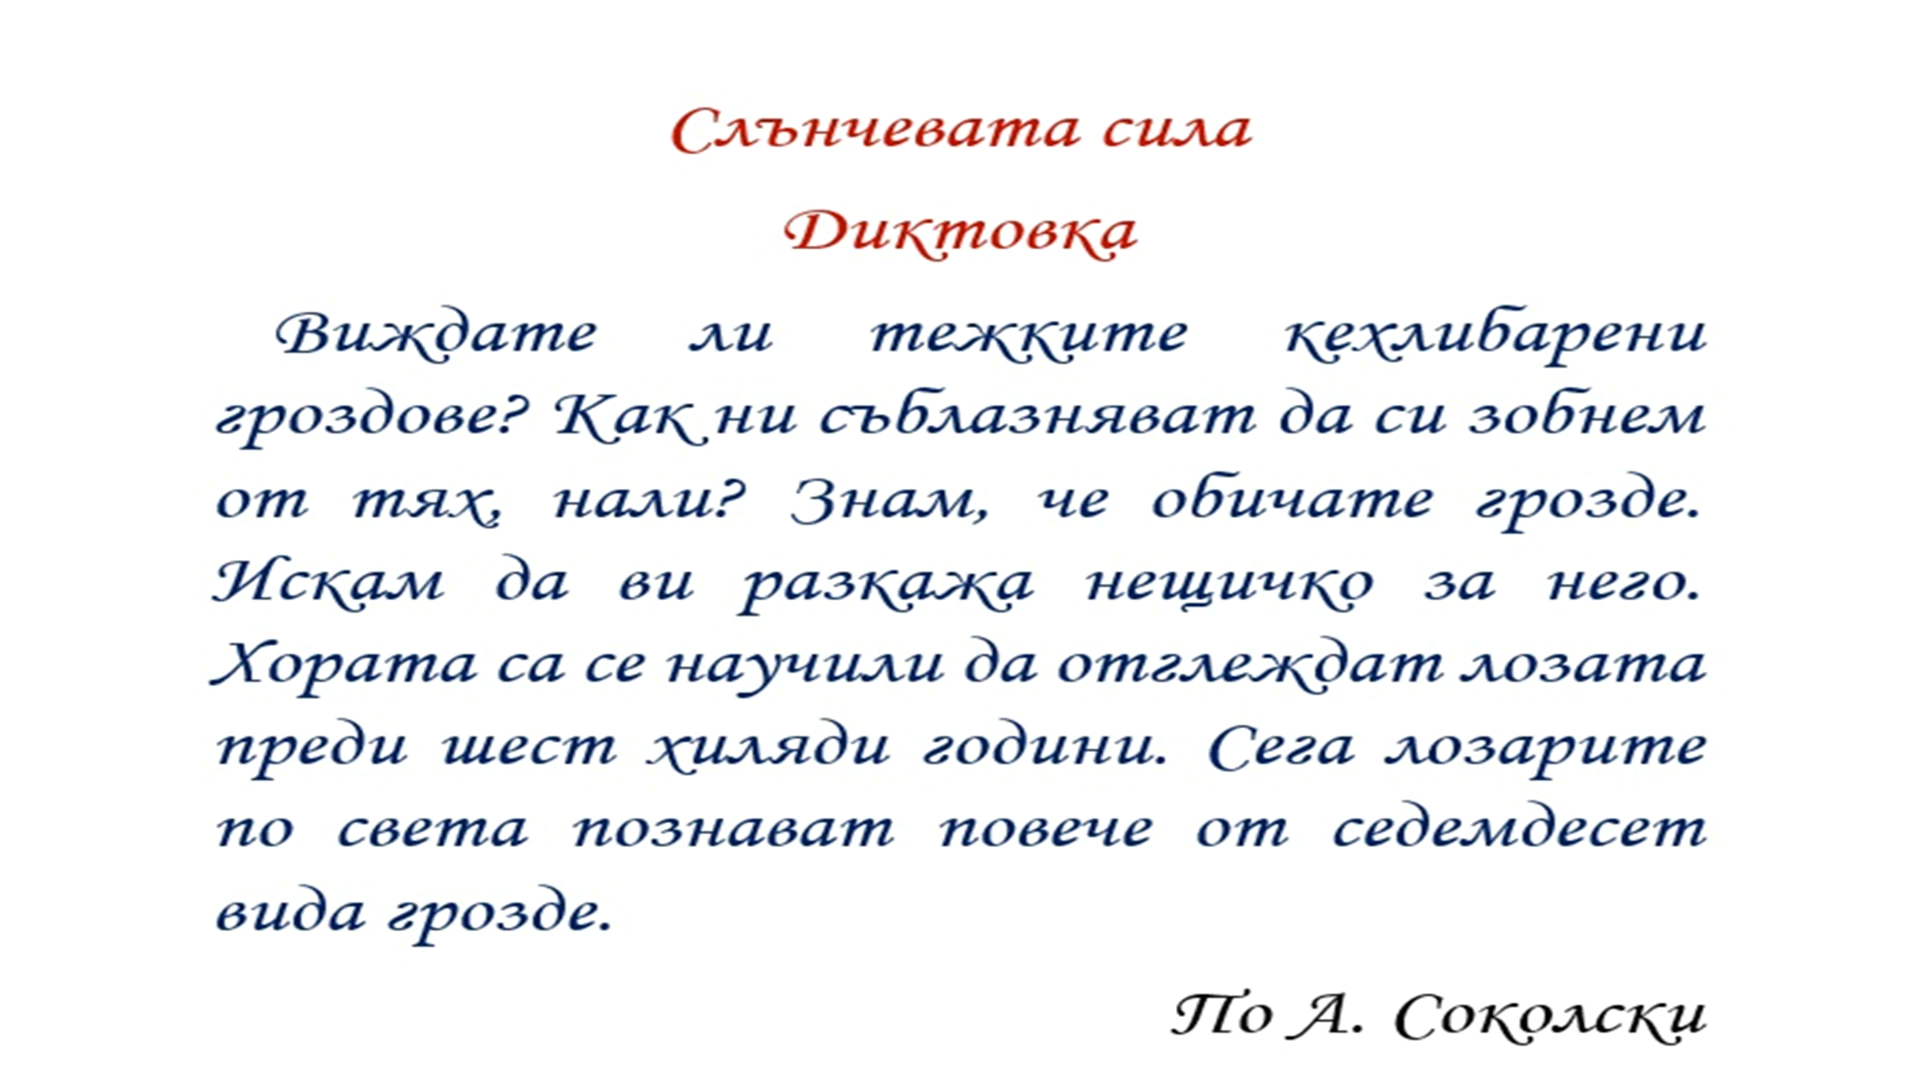 Слънчевата сила
Диктовка
Виждате ли тежките кехлибарени
гроздове? Как ни съблазняват да си зобнем
от тях, нали? Знам, че обичате грозде.
Искам да ви разкажа нещичко за него.
Хората са се научили да отглеждат лозата
преди шест хиляди години. Сега лозарите
по света познават повече от седемдесет
вида грозде.
По А. Соколски